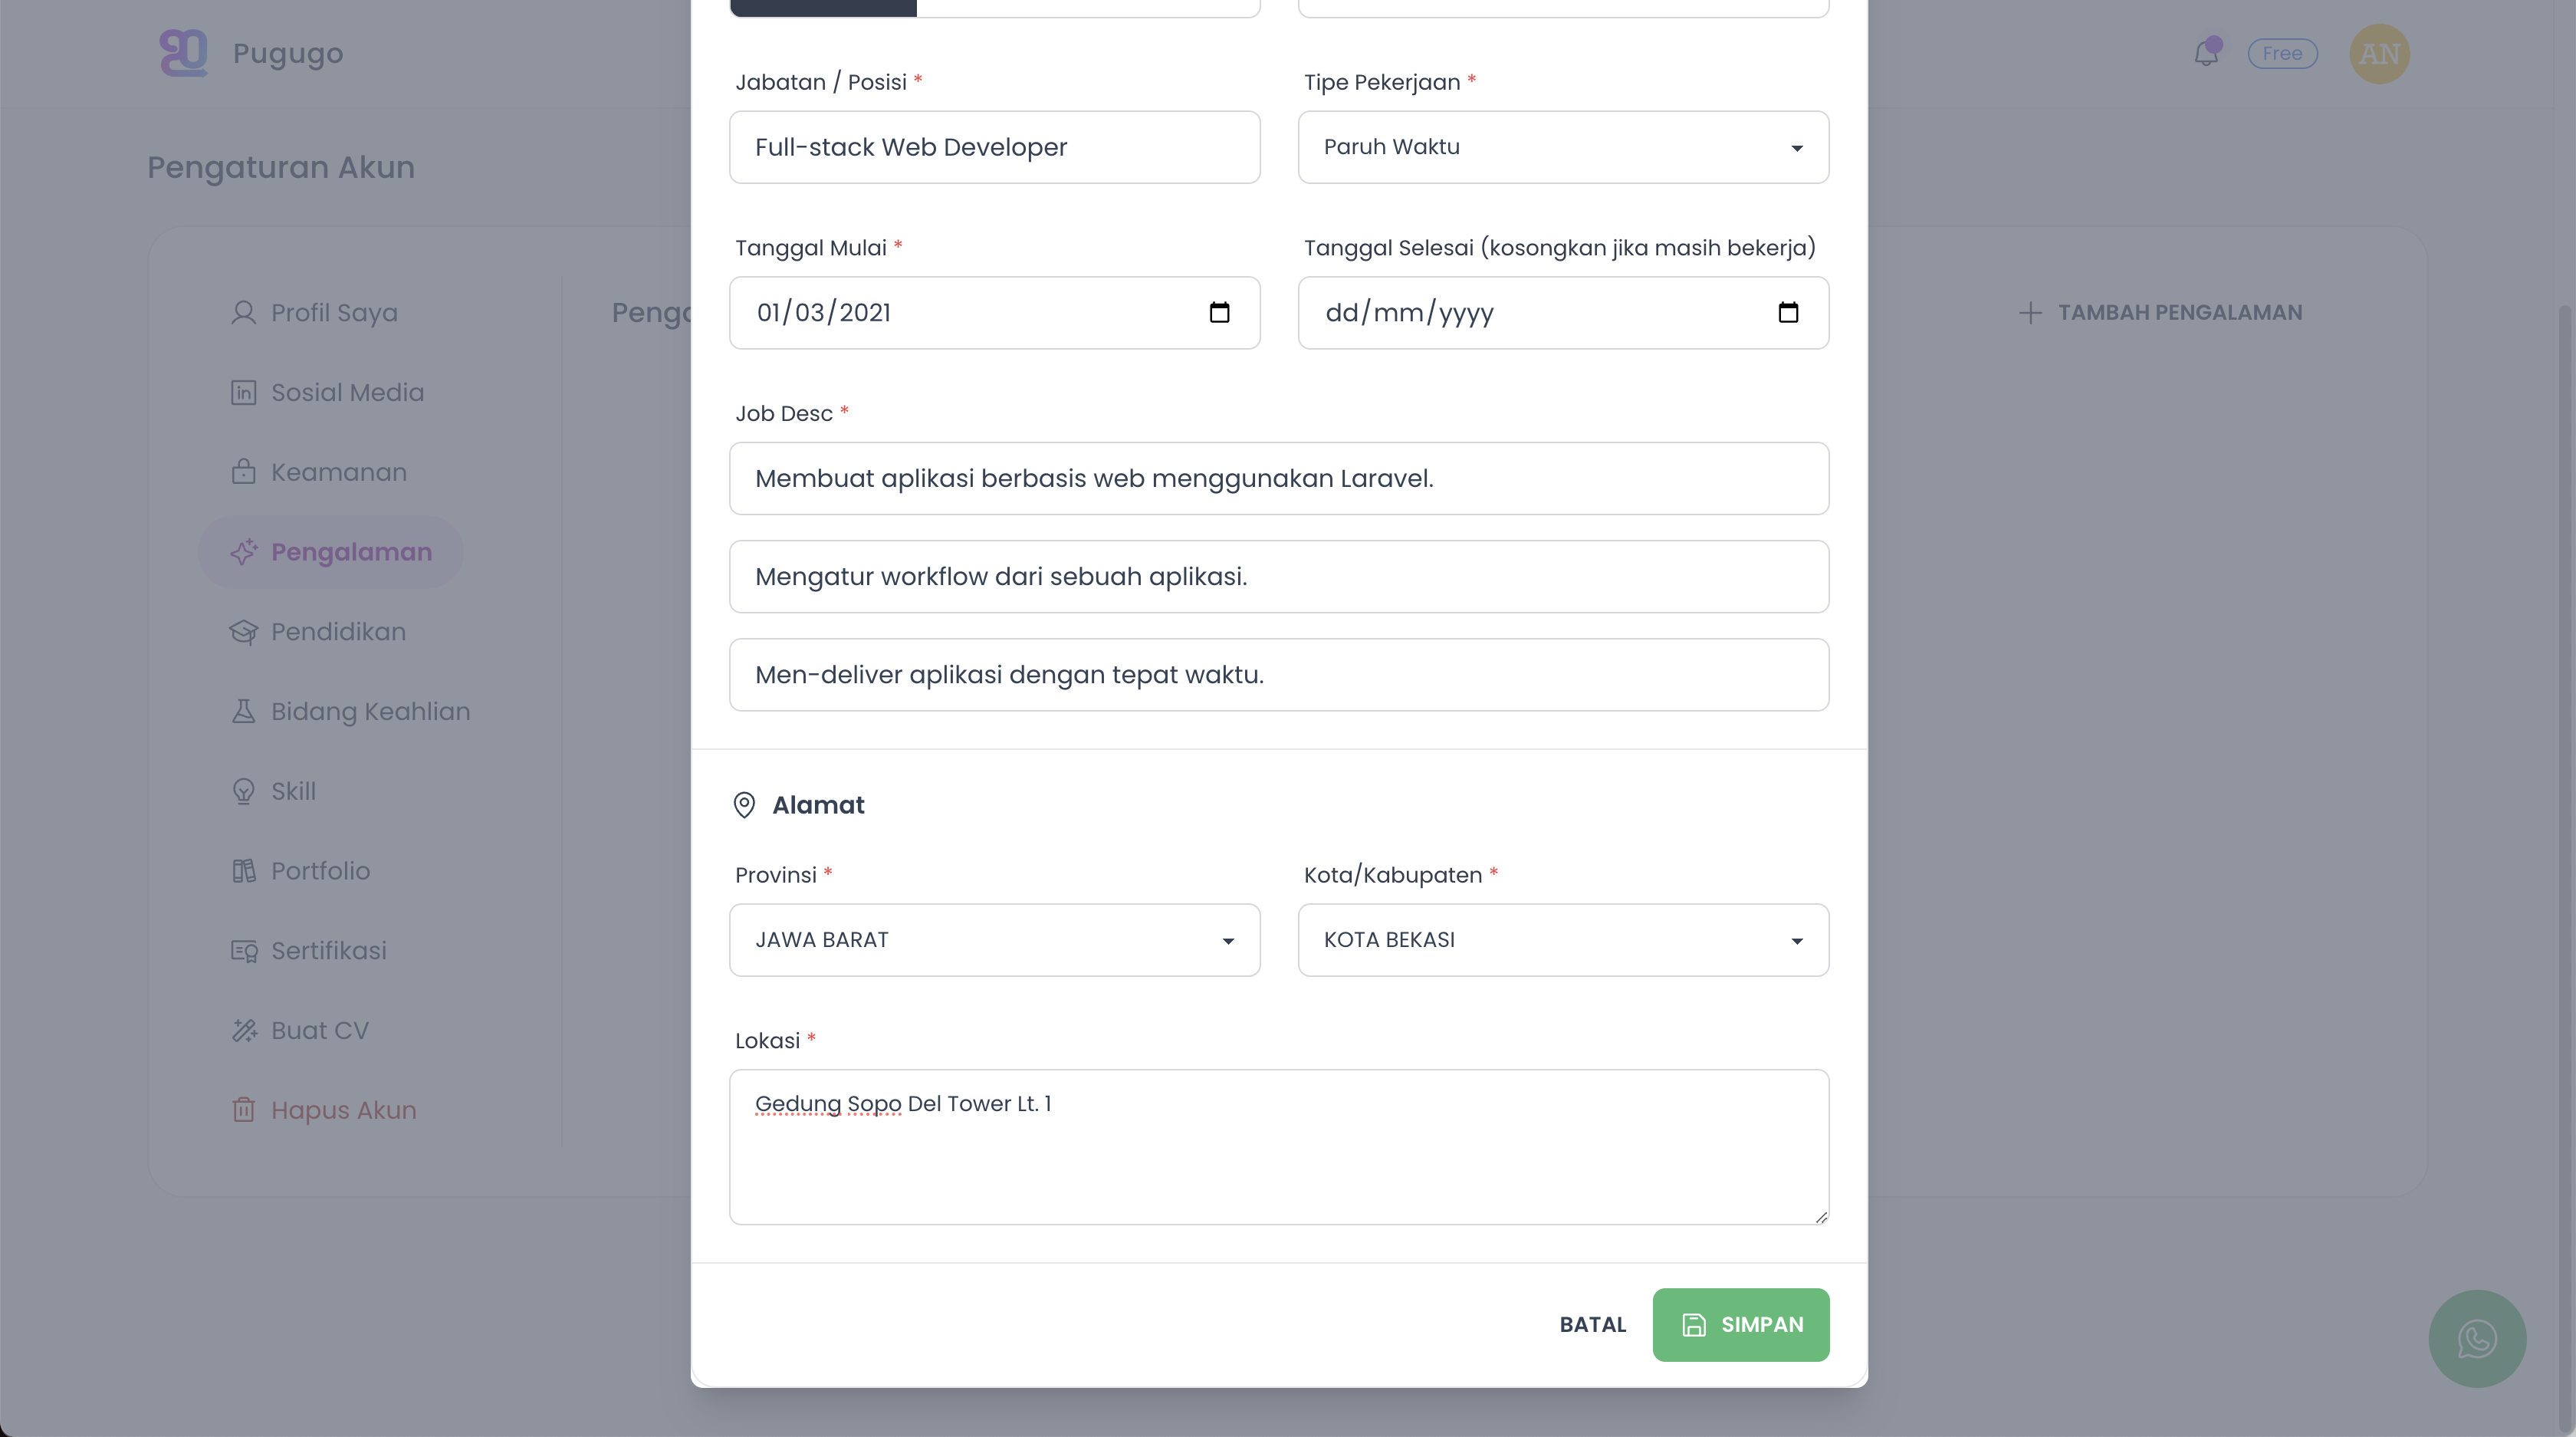 Pugugo
Free
AN
Pengaturan Akun
Profil Saya
Sosial Media
Keamanan
Pengalaman
Pendidikan
Bidang Keahlian
Skill
Portfolio
Sertifikasi
Buat CV
Hapus Akun
TAMBAH PENGALAMAN
Jabatan / Posisi *
Full-stack Web Developer
Tipe Pekerjaan *
Paruh Waktu
Tanggal Mulai *
01/03/2021
Tanggal Selesai (kosongkan jika masih bekerja)
dd/mm/yyyy
Job Desc *
Membuat aplikasi berbasis web menggunakan Laravel.
Mengatur workflow dari sebuah aplikasi.
Men-deliver aplikasi dengan tepat waktu.
Alamat
Provinsi *
JAWA BARAT
Kota/Kabupaten *
KOTA BEKASI
Lokasi *
Gedung Sopo Del Tower Lt. 1
BATAL
SIMPAN